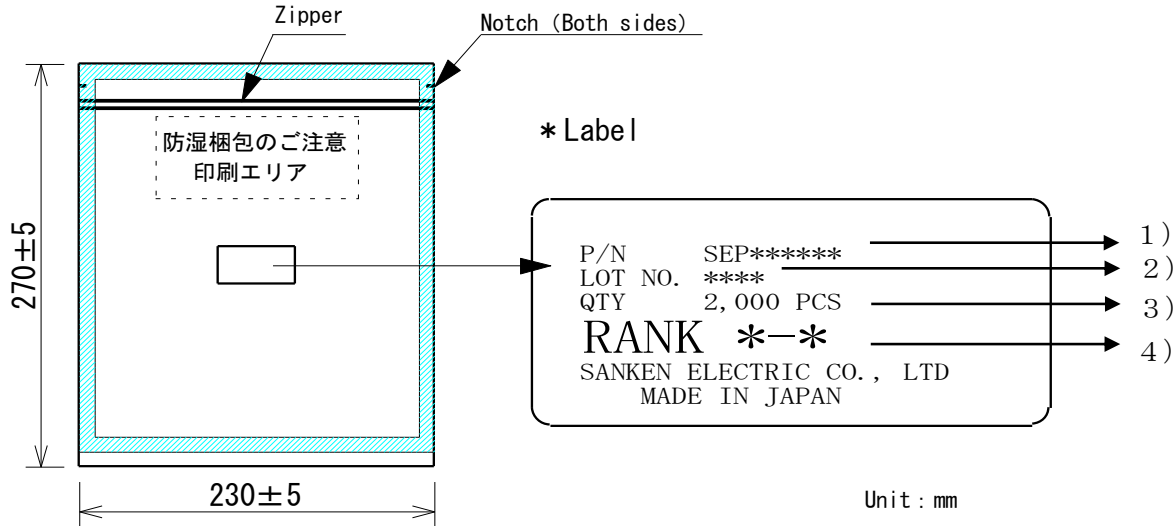 Zipper
Notch (Both sides)
防湿梱包のご注意
印刷エリア
270±5
230±5
*Label
P/N SEP******
LOT NO. ****
QTY 2,000 PCS
RANK *-*
SANKEN ELECTRIC CO., LTD
MADE IN JAPAN
1)
2)
3)
4)
Unit : mm